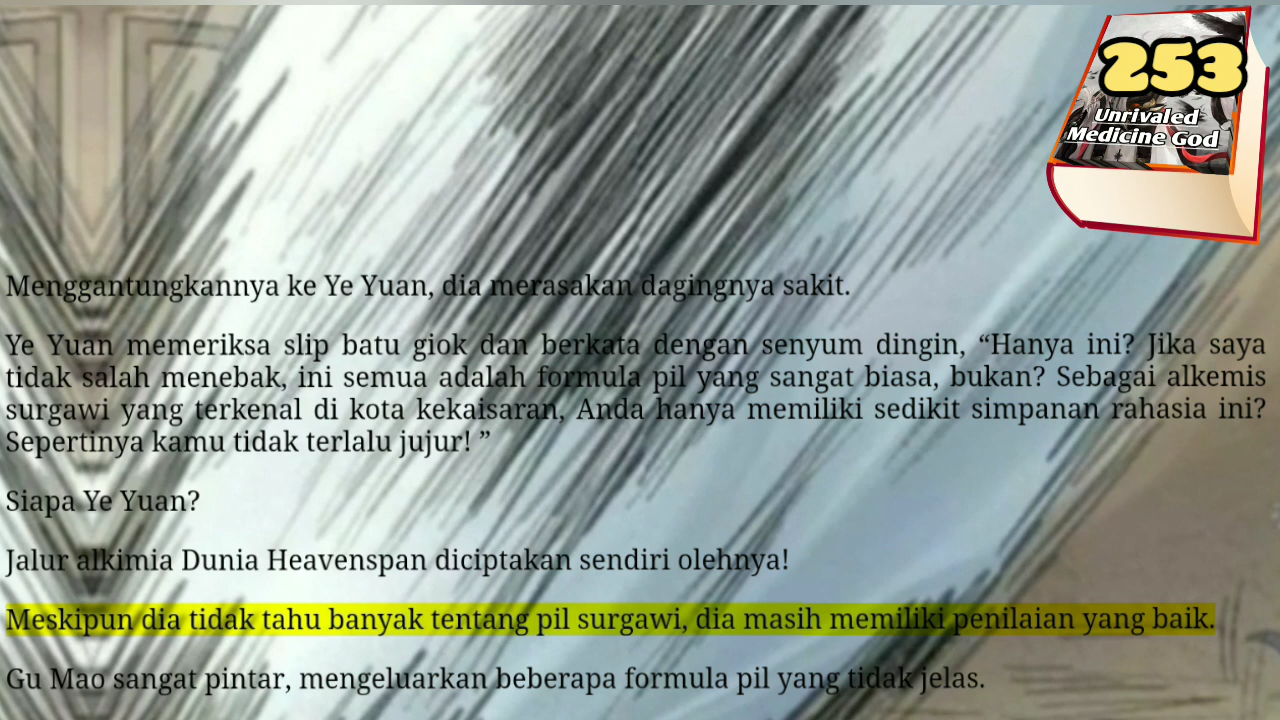 253
Unrivaled
Medicine God
Menggantungkannya ke Ye Yuan, dia merasakan dagingnya sakit.
Ye Yuan memeriksa slip batu giok dan berkata dengan senyum dingin, “Hanya ini? Jika saya
tidak salah menebak, ini semua adalah formula pil yang sangat biasa, bukan? Sebagai alkemis
surgawi yang terkenal di kota kekaisaran, Anda hanya memiliki sedikit simpanan rahasia ini?
Sepertinya kamu tidak terlalu jujur! ”
Siapa Ye Yuan?
Jalur alkimia Dunia Heavenspan diciptakan sendiri olehnya!
Meskipun dia tidak tahu banyak tentang pil surgawi, dia masih memiliki penilaian yang baik.
Gu Mao sangat pintar, mengeluarkan beberapa formula pil yang tidak jelas.